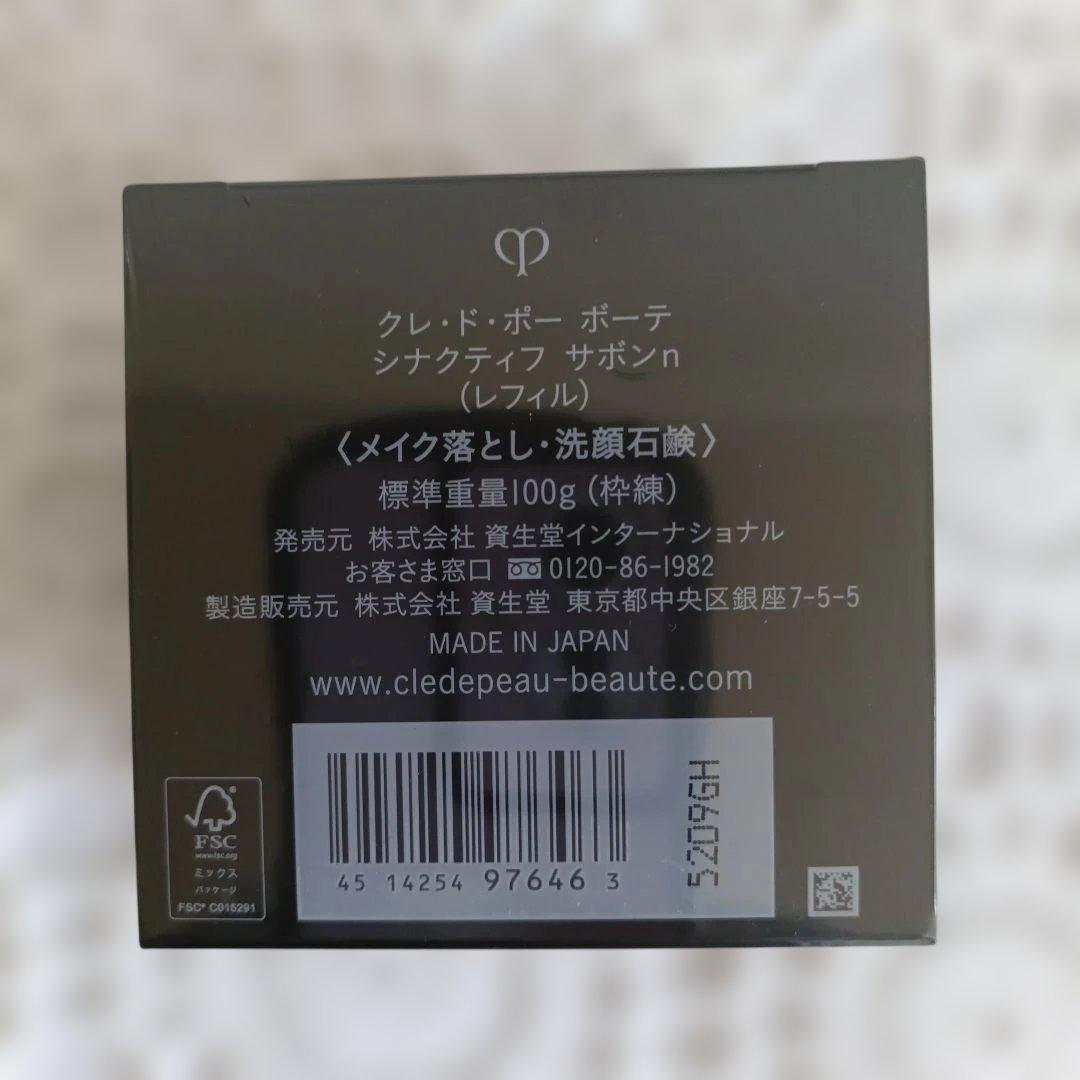 クレ・ド・ポー ボーテ
シナクティフ サボンn
(レフィル)
〈メイク落とし・洗顔石鹸〉
標準重量100g (枠練)
発売元 株式会社 資生堂インターナショナル
お客さま窓口 0120-86-1982
製造販売元 株式会社 資生堂 東京都中央区銀座7-5-5
MADE IN JAPAN
www.cledepeau-beaute.com
FSC
www.fsc.org
ミックス
パッケージ
FSC® C015291
45 14254 97646 3
5209GH